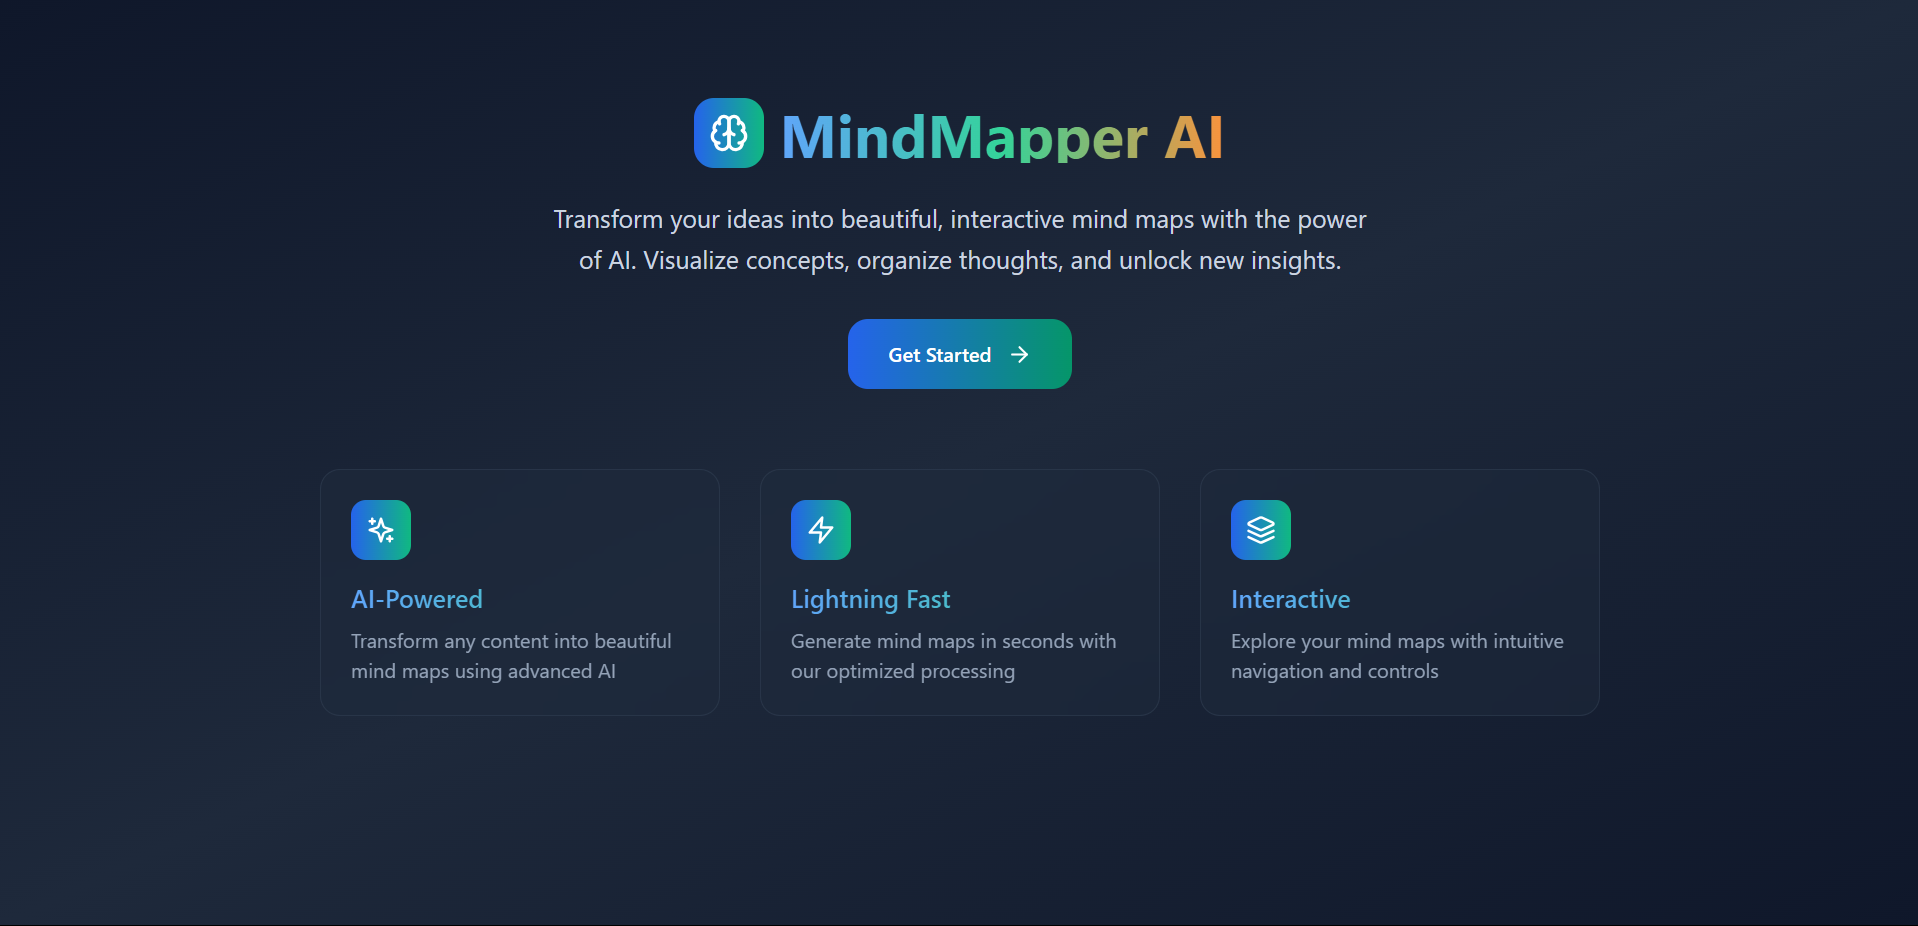 MindMapper AI
Transform your ideas into beautiful, interactive mind maps with the power
of AI. Visualize concepts, organize thoughts, and unlock new insights.
Get Started
AI-Powered
Transform any content into beautiful
mind maps using advanced AI
Lightning Fast
Generate mind maps in seconds with
our optimized processing
Interactive
Explore your mind maps with intuitive
navigation and controls